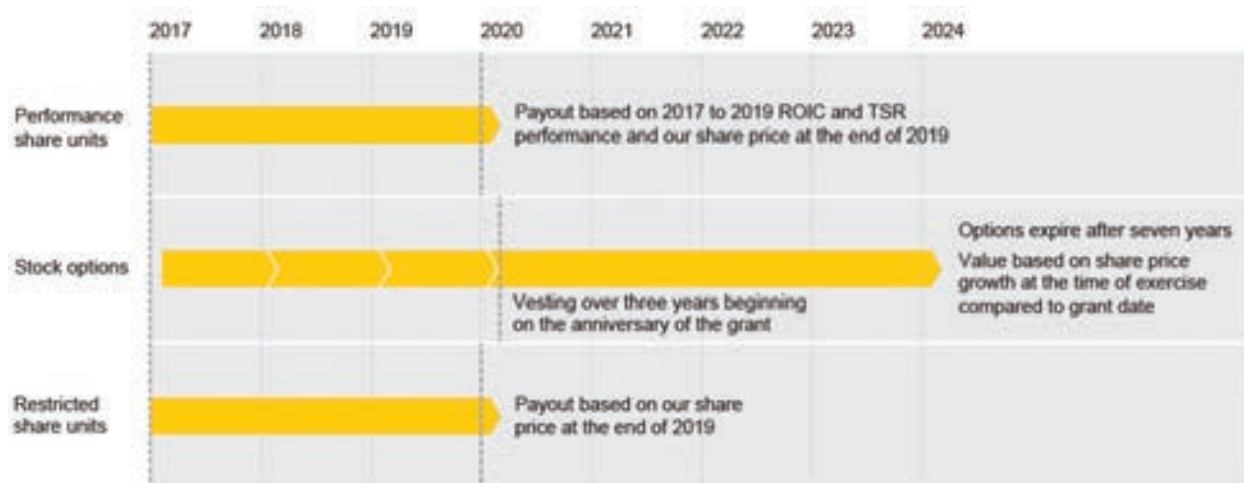 2017 2018 2019 2020 2021 2022 2023 2024
Performance
share units
Payout based on 2017 to 2019 ROIC and TSR
performance and our share price at the end of 2019
Stock options
Options expire after seven years
Value based on share price
growth at the time of exercise
compared to grant date
Vesting over three years beginning
on the anniversary of the grant
Restricted
share units
Payout based on our share
price at the end of 2019